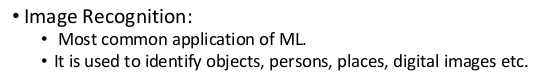 • Image Recognition:
• Most common application of ML.
• It is used to identify objects, persons, places, digital images etc.